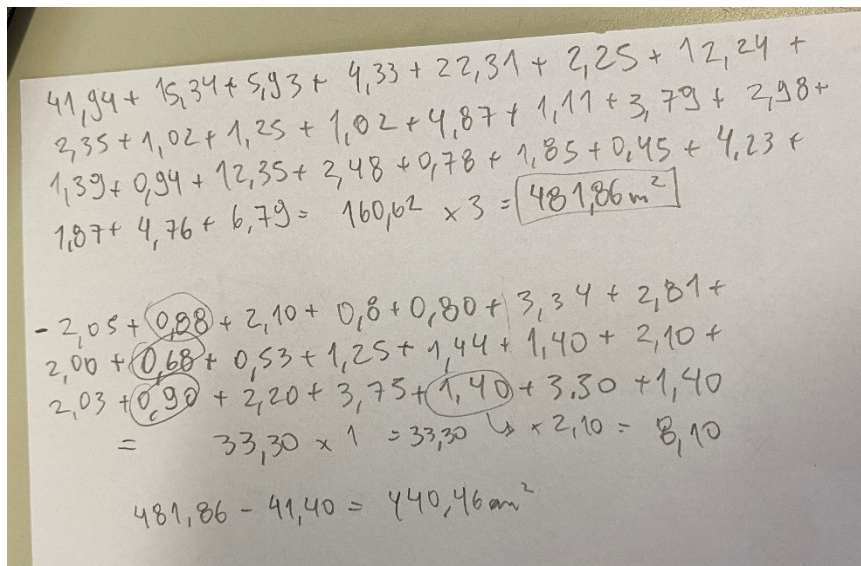 41,94 + 15,34 + 5,93 + 4,33 + 22,31 + 2,25 + 12,24 +
2,35 + 1,02 + 1,25 + 1,02 + 4,87 + 1,11 + 3,79 + 2,98 +
1,39 + 0,94 + 12,35 + 2,48 + 0,78 + 1,85 + 0,45 + 4,23 +
1,87 + 4,76 + 6,79 = 160,62 × 3 = 481,86 m²
- 2,05 + 0,88 + 2,10 + 0,8 + 0,80 + 3,34 + 2,81 +
2,00 + 0,68 + 0,53 + 1,25 + 1,44 + 1,40 + 2,10 +
2,03 + 0,90 + 2,20 + 3,75 + 1,40 + 3.30 + 1,40
= 33,30 × 1 = 33,30 ↳ × 2,10 = 8,10
481,86 - 41,40 = 440,46 m²